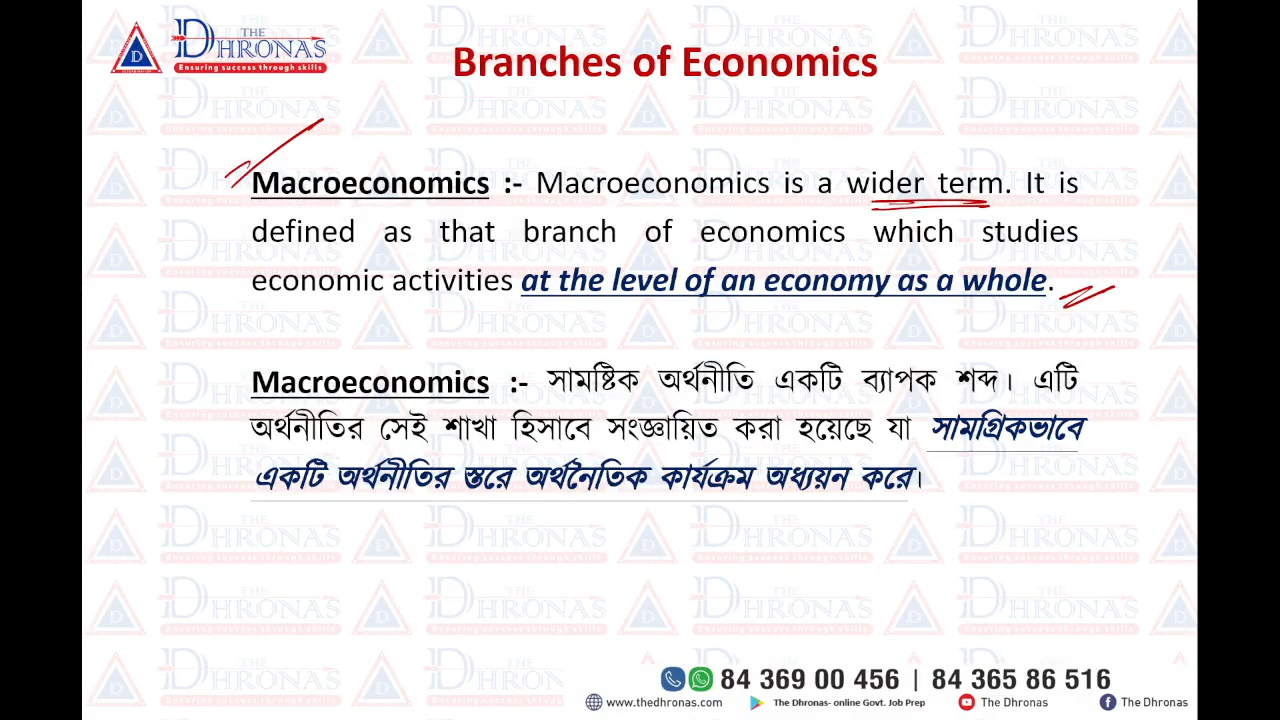 THE
DHRONAS
Ensuring success through skills
Branches of Economics
Macroeconomics :- Macroeconomics is a wider term. It is
defined as that branch of economics which studies
economic activities at the level of an economy as a whole.
Macroeconomics :- সামষ্টিক অর্থনীতি একটি ব্যাপক শব্দ। এটি
অর্থনীতির সেই শাখা হিসাবে সংজ্ঞায়িত করা হয়েছে যা সামগ্রিকভাবে
একটি অর্থনীতির স্তরে অর্থনৈতিক কার্যক্রম অধ্যয়ন করে।
84 369 00 456 | 84 365 86 516
www.thedhronas.com The Dhronas- online Govt. Job Prep The Dhronas The Dhronas